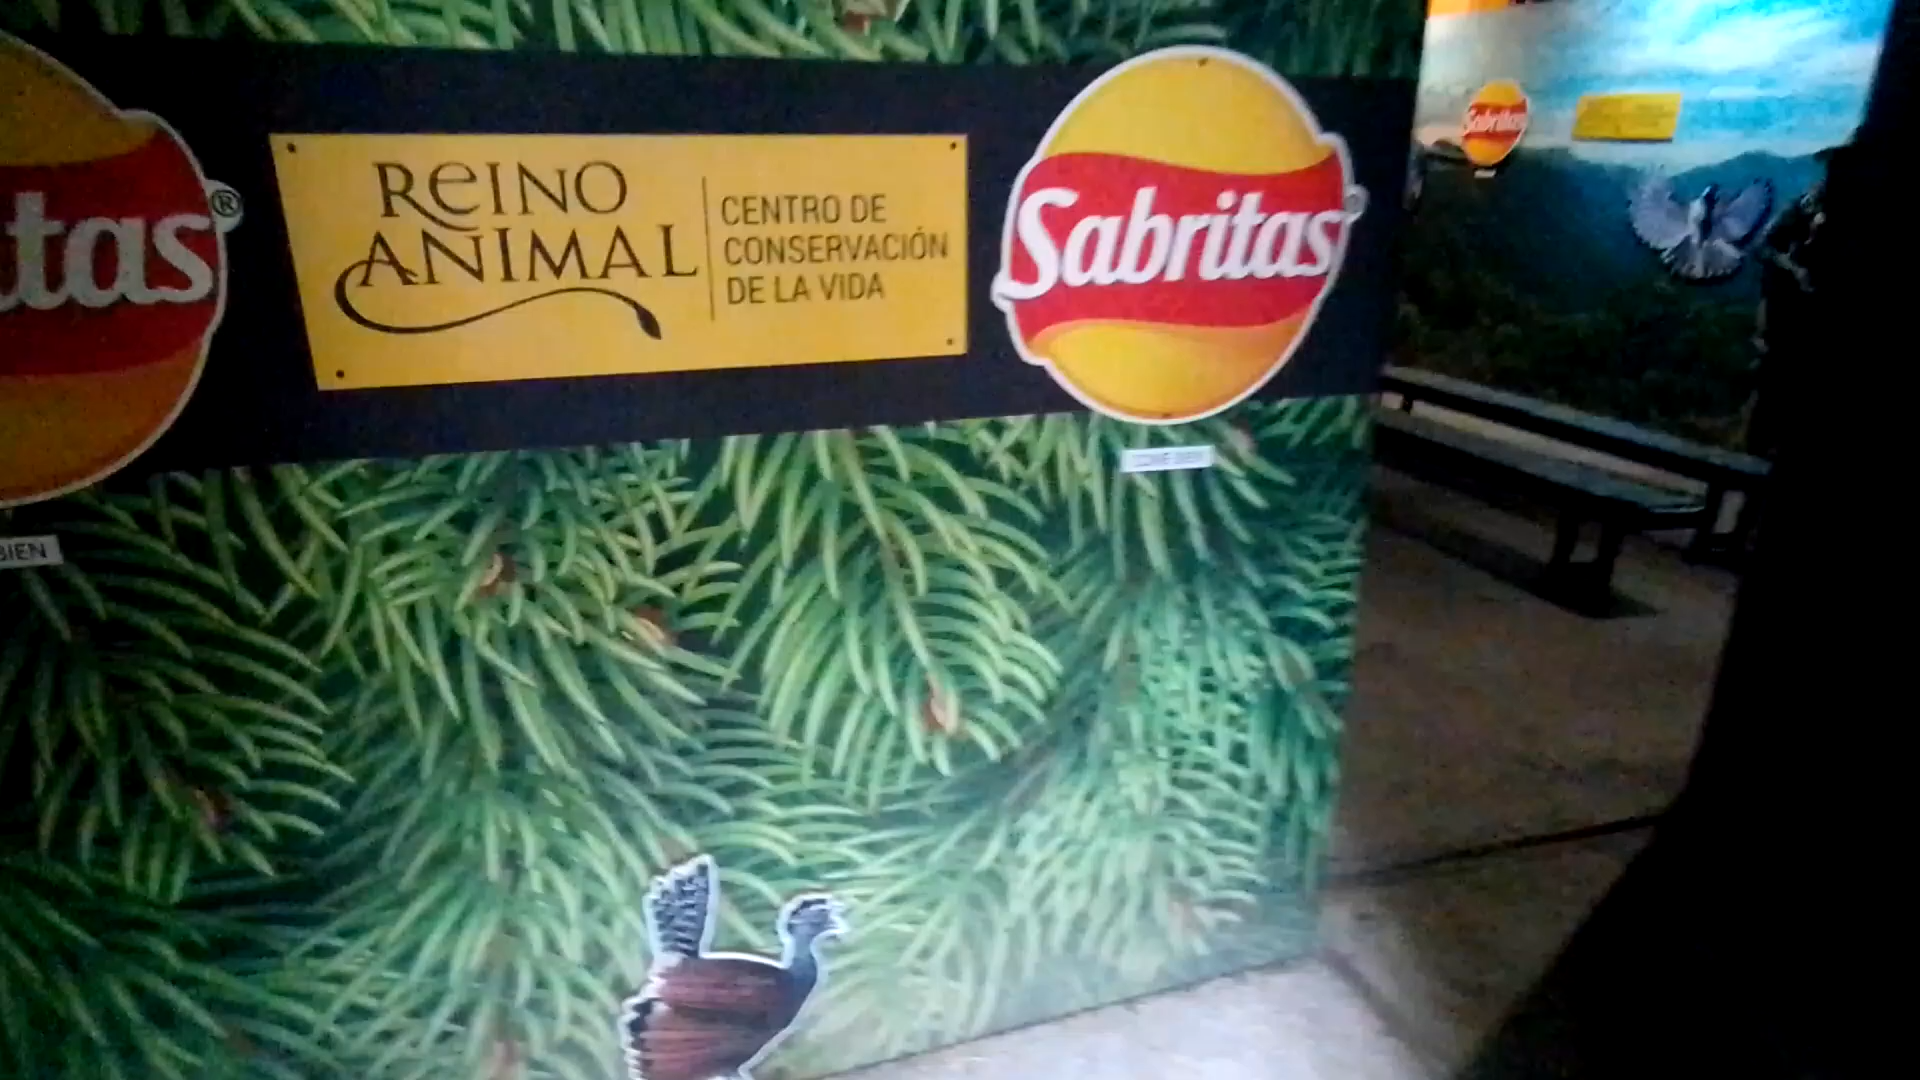 tas®
REINO
ANIMAL
CENTRO DE
CONSERVACIÓN
DE LA VIDA
Sabritas
BIEN
Sabritas